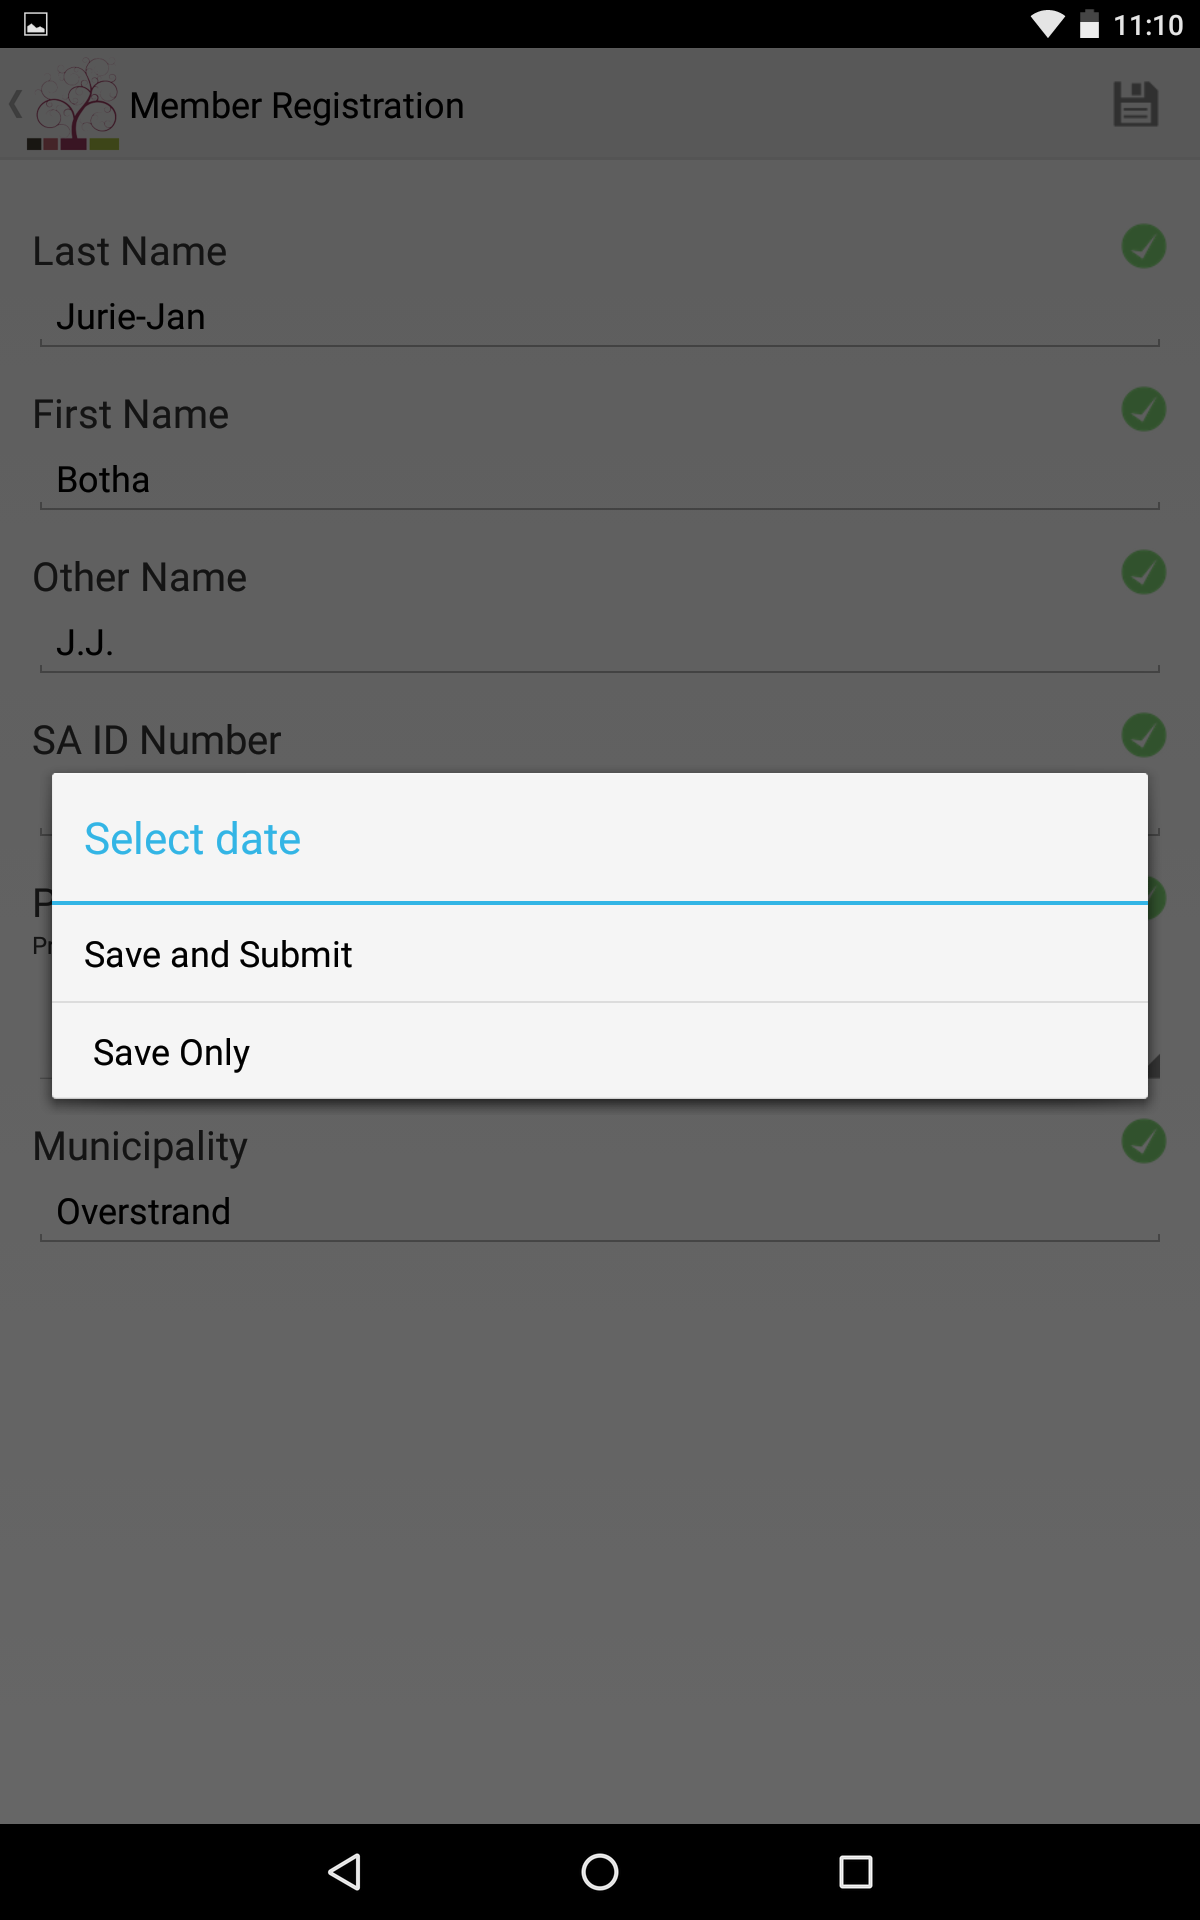 11:10
Member Registration
Last Name
Jurie-Jan
First Name
Botha
Other Name
J.J.
SA ID Number
Select date
Save and Submit
Save Only
Municipality
Overstrand